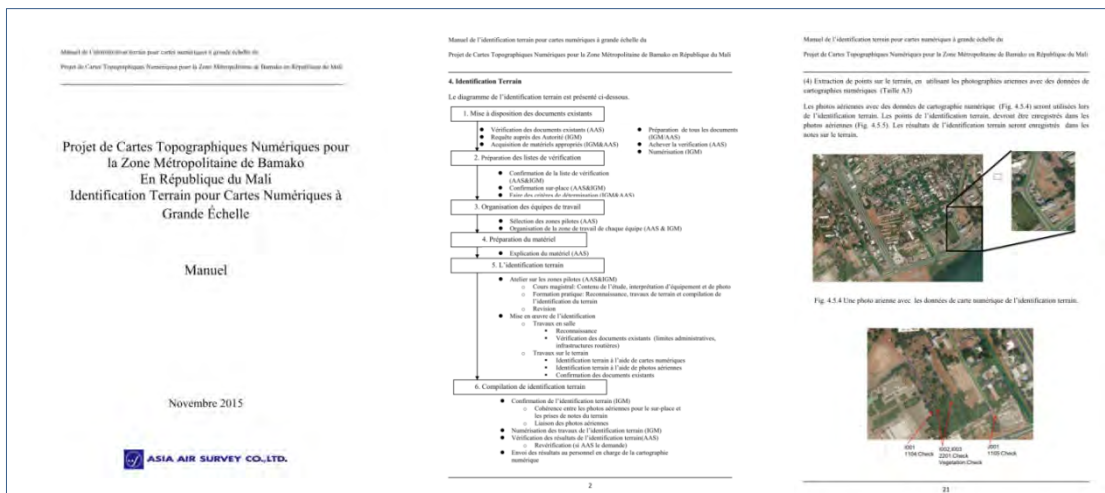 Manuel de l'identification terrain pour cartes numériques à grande échelle du
Projet de Cartes Topographiques Numériques pour la Zone Métropolitaine de Bamako en République du Mali
Projet de Cartes Topographiques Numériques pour
la Zone Métropolitaine de Bamako
En République du Mali
Identification Terrain pour Cartes Numériques à
Grande Échelle
Manuel
Novembre 2015
ASIA AIR SURVEY CO.,LTD.
Manuel de l'identification terrain pour cartes numériques à grande échelle du
Projet de Cartes Topographiques Numériques pour la Zone Métropolitaine de Bamako en République du Mali
4. Identification Terrain
Le diagramme de l'identification terrain est présenté ci-dessous.
1. Mise à disposition des documents existants
● Vérification des documents existants (AAS)
● Requête auprès des Autorité (IGM)
● Acquisition de matériels appropriés (IGM&AAS)
● Préparation de tous les documents
(IGM/AAS)
● Achever la verification (AAS)
● Numérisation (IGM)
2. Préparation des listes de vérification
● Confirmation de la liste de vérification
(AAS&IGM)
● Confirmation sur-place (AAS&IGM)
● Faire des critères de détermination (IGM&AAS)
3. Organisation des équipes de travail
● Sélection des zones pilotes (AAS)
● Organisation de la zone de travail de chaque équipe (AAS & IGM)
4. Préparation du matériel
● Explication du matériel (AAS)
5. L'identification terrain
● Atelier sur les zones pilotes (AAS&IGM)
○ Cours magistral: Contenu de l'étude, interprétation d'équipement et de photo
○ Formation pratique: Reconnaissance, travaux de terrain et compilation de
l'identification du terrain
○ Revision
● Mise en œuvre de l'identification
○ Travaux en salle
▪ Reconnaissance
▪ Vérification des documents existants (limites administratives,
infrastructures routières)
○ Travaux sur le terrain
▪ Identification terrain à l'aide de cartes numériques
▪ Identification terrain à l'aide de photos aériennes
▪ Confirmation des documents existants
6. Compilation de identification terrain
● Confirmation de l'identification terrain (IGM)
○ Cohérence entre les photos aériennes pour le sur-place et
les prises de notes du terrain
○ Liaison des photos aériennes
● Numérisation des travaux de l'identification terrain (IGM)
● Vérification des résultats de l'identification terrain(AAS)
○ Revérification (si AAS le demande)
● Envoi des résultats au personnel en charge de la cartographie
numérique
2
Manuel de l'identification terrain pour cartes numériques à grande échelle du
Projet de Cartes Topographiques Numériques pour la Zone Métropolitaine de Bamako en République du Mali
(4) Extraction de points sur le terrain, en utilisant les photographies ariennes avec des données de
cartographies numériques (Taille A3)
Les photos aériennes avec des données de cartographie numérique (Fig. 4.5.4) seront utilisées lors
de l'identification terrain. Les points de l'identification terrain, devront être enregistrés dans les
photos aériennes (Fig. 4.5.5). Les résultats de l'identification terrain seront enregistrés dans les
notes sur le terrain.
Fig. 4.5.4 Une photo arienne avec les données de carte numérique de l'identification terrain.
I001
1104:Check
I002,I003
2201:Check
Vegetation:Check
J001
1105:Check
21